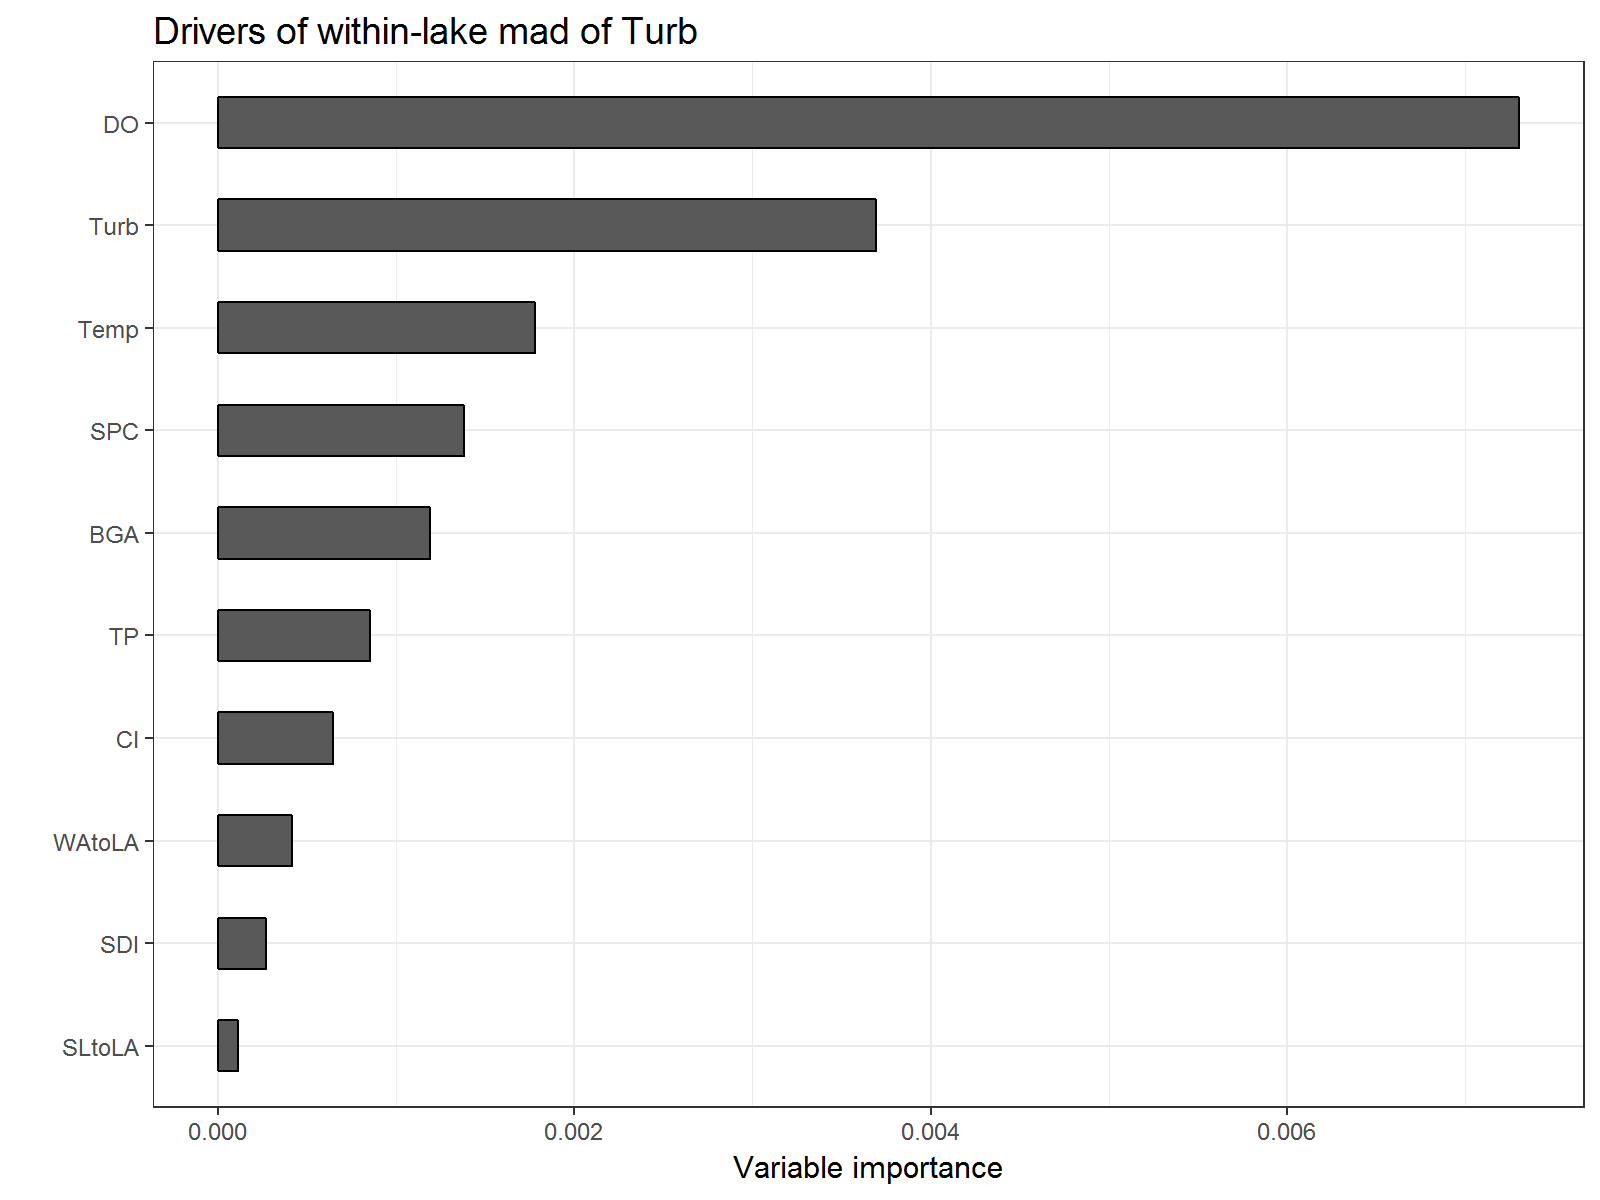 Drivers of within-lake mad of Turb
DO
Turb
Temp
SPC
BGA
TP
CI
WAtoLA
SDI
SLtoLA
0.000 0.002 0.004 0.006
Variable importance